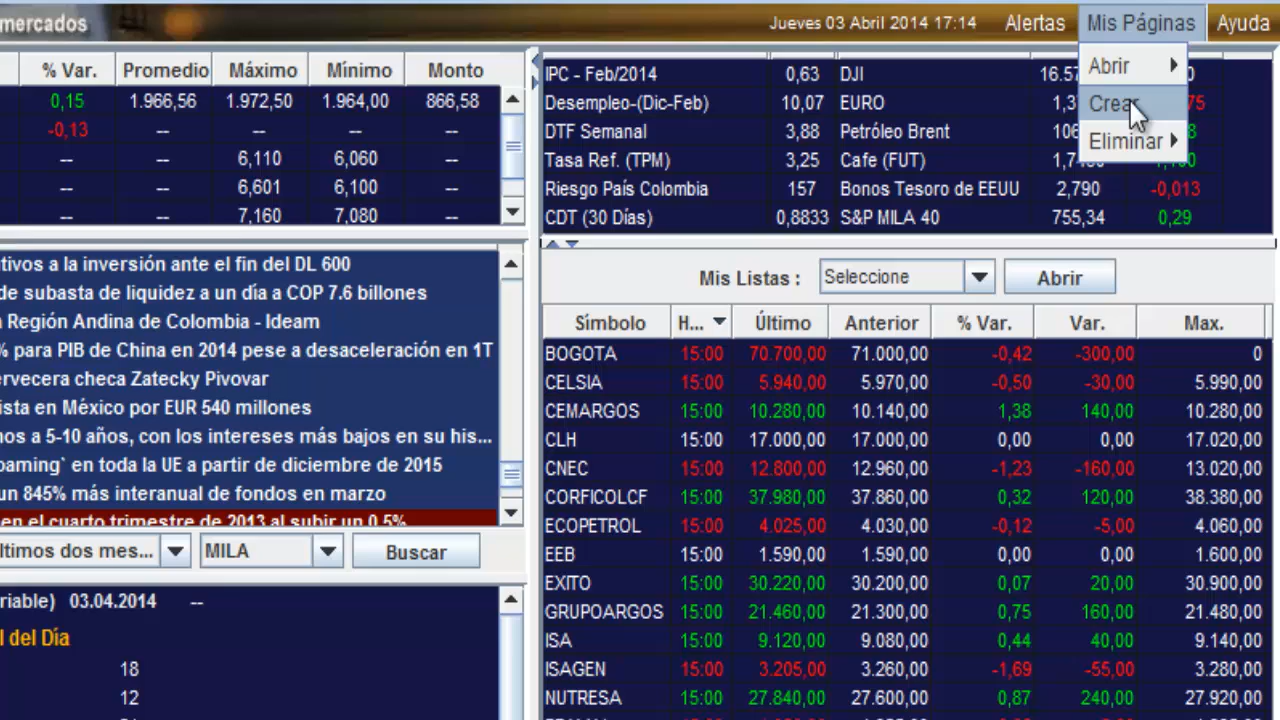 mercados Jueves 03 Abril 2014 17:14 Alertas Mis Páginas Ayuda
Abrir
Crear
Eliminar
% Var. Promedio Máximo Mínimo Monto
0,15 1.966,56 1.972,50 1.964,00 866,58
-0,13 -- -- -- --
-- -- 6,110 6,060 --
-- -- 6,601 6,100 --
-- -- 7,160 7,080 --
IPC - Feb/2014 0,63 DJI 16.57
Desempleo-(Dic-Feb) 10,07 EURO 1,3
DTF Semanal 3,88 Petróleo Brent 106
Tasa Ref. (TPM) 3,25 Cafe (FUT)
Riesgo País Colombia 157 Bonos Tesoro de EEUU 2,790 -0,013
CDT (30 Días) 0,8833 S&P MILA 40 755,34 0,29
tivos a la inversión ante el fin del DL 600
de subasta de liquidez a un día a COP 7.6 billones
a Región Andina de Colombia - Ideam
% para PIB de China en 2014 pese a desaceleración en 1T
ervecera checa Zatecky Pivovar
ista en México por EUR 540 millones
nos a 5-10 años, con los intereses más bajos en su his...
oaming` en toda la UE a partir de diciembre de 2015
un 845% más interanual de fondos en marzo
en el cuarto trimestre de 2013 al subir un 0,5%
ltimos dos mes... MILA Buscar
riable) 03.04.2014 --
l del Día
18
12
Mis Listas : Seleccione Abrir
Símbolo H... Último Anterior % Var. Var. Max.
BOGOTA 15:00 70.700,00 71.000,00 -0,42 -300,00 0
CELSIA 15:00 5.940,00 5.970,00 -0,50 -30,00 5.990,00
CEMARGOS 15:00 10.280,00 10.140,00 1,38 140,00 10.280,00
CLH 15:00 17.000,00 17.000,00 0,00 0,00 17.020,00
CNEC 15:00 12.800,00 12.960,00 -1,23 -160,00 13.020,00
CORFICOLCF 15:00 37.980,00 37.860,00 0,32 120,00 38.380,00
ECOPETROL 15:00 4.025,00 4.030,00 -0,12 -5,00 4.060,00
EEB 15:00 1.590,00 1.590,00 0,00 0,00 1.600,00
EXITO 15:00 30.220,00 30.200,00 0,07 20,00 30.900,00
GRUPOARGOS 15:00 21.460,00 21.300,00 0,75 160,00 21.480,00
ISA 15:00 9.120,00 9.080,00 0,44 40,00 9.140,00
ISAGEN 15:00 3.205,00 3.260,00 -1,69 -55,00 3.280,00
NUTRESA 15:00 27.840,00 27.600,00 0,87 240,00 27.920,00